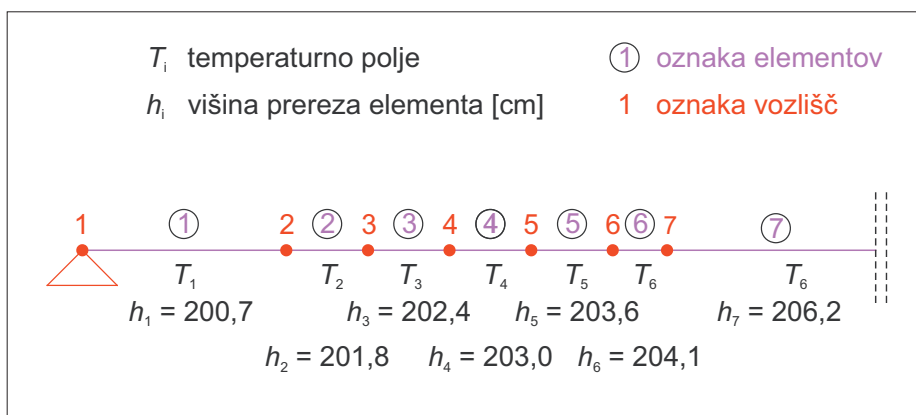 Tᵢ temperaturno polje
① oznaka elementov
hᵢ višina prereza elementa [cm]
1 oznaka vozlišč
1 ① 2 ② 3 ③ 4 ④ 5 ⑤ 6 ⑥ 7 ⑦
T₁ T₂ T₃ T₄ T₅ T₆ T₆
h₁ = 200,7 h₃ = 202,4 h₅ = 203,6 h₇ = 206,2
h₂ = 201,8 h₄ = 203,0 h₆ = 204,1